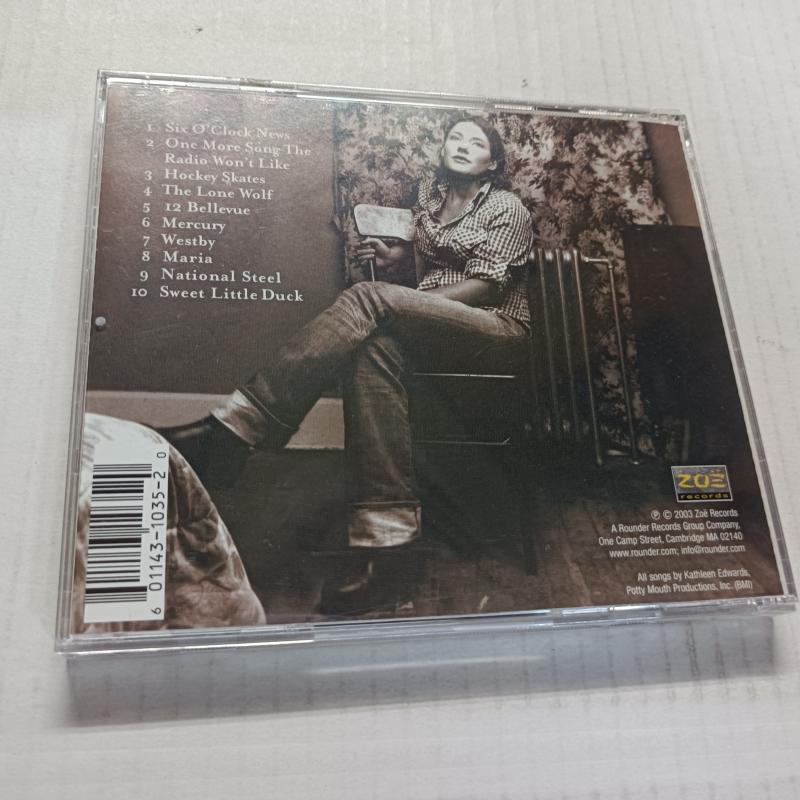 1 Six O'Clock News
2 One More Song The
Radio Won't Like
3 Hockey Skates
4 The Lone Wolf
5 12 Bellevue
6 Mercury
7 Westby
8 Maria
9 National Steel
10 Sweet Little Duck
6 01143-1035-2 0
ZOË
records
℗ © 2003 Zoë Records
A Rounder Records Group Company,
One Camp Street, Cambridge MA 02140
www.rounder.com; info@rounder.com
All songs by Kathleen Edwards,
Potty Mouth Productions, Inc. (BMI)